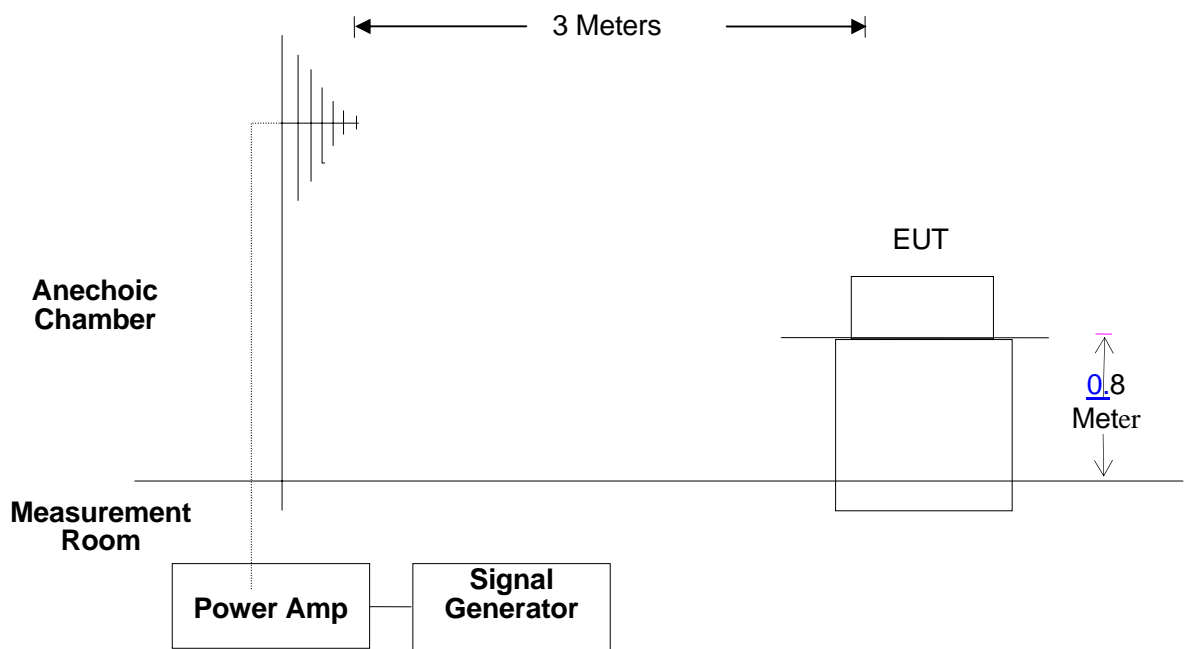 3 Meters
EUT
Anechoic
Chamber
0.8
Meter
Measurement
Room
Power Amp
Signal
Generator